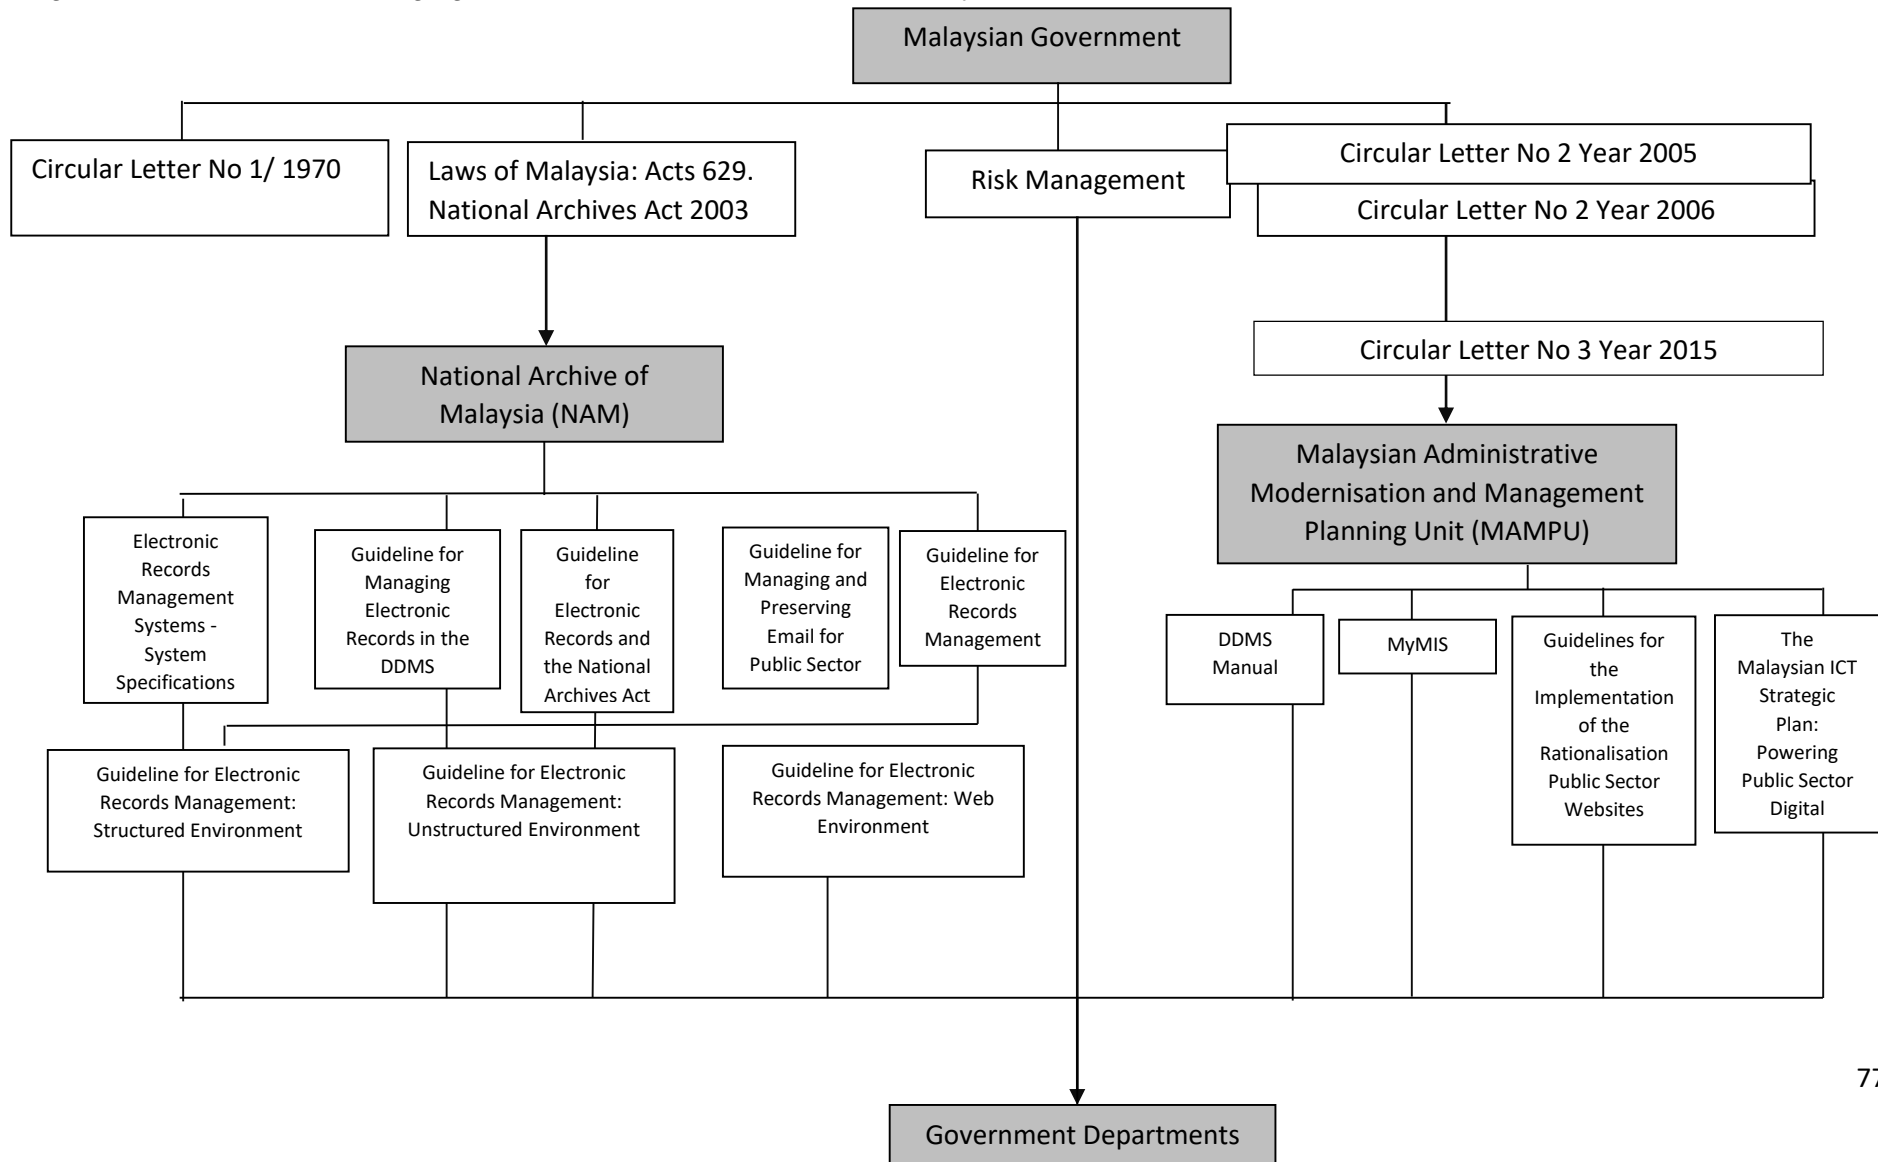 Malaysian Government
Circular Letter No 1/ 1970
Laws of Malaysia: Acts 629.
National Archives Act 2003
Risk Management
Circular Letter No 2 Year 2005
Circular Letter No 2 Year 2006
Circular Letter No 3 Year 2015
National Archive of
Malaysia (NAM)
Malaysian Administrative
Modernisation and Management
Planning Unit (MAMPU)
Electronic
Records
Management
Systems -
System
Specifications
Guideline for
Managing
Electronic
Records in the
DDMS
Guideline
for
Electronic
Records and
the National
Archives Act
Guideline for
Managing and
Preserving
Email for
Public Sector
Guideline for
Electronic
Records
Management
DDMS
Manual
MyMIS
Guidelines for
the
Implementation
of the
Rationalisation
Public Sector
Websites
The
Malaysian ICT
Strategic
Plan:
Powering
Public Sector
Digital
Guideline for Electronic
Records Management:
Structured Environment
Guideline for Electronic
Records Management:
Unstructured Environment
Guideline for Electronic
Records Management: Web
Environment
77
Government Departments